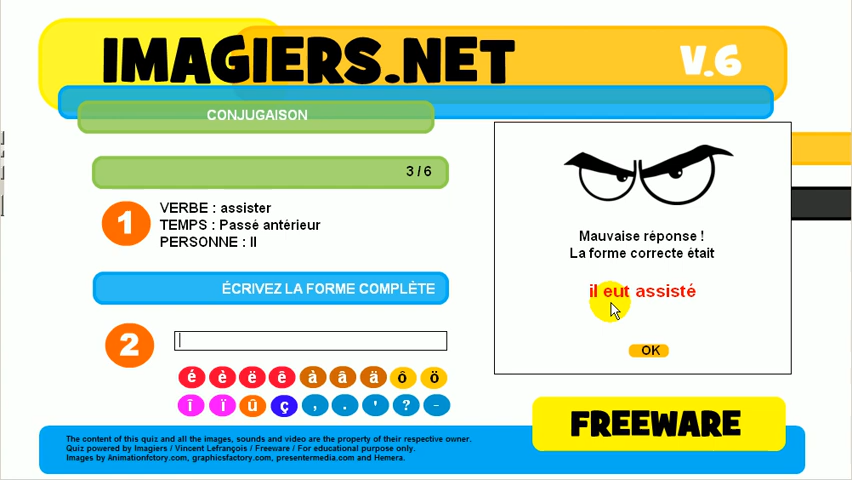 IMAGIERS.NET
V.6
CONJUGAISON
3 / 6
1
VERBE : assister
TEMPS : Passé antérieur
PERSONNE : Il
ÉCRIVEZ LA FORME COMPLÈTE
2
é è ë ê à â ä ô ö
î ï û ç , . ' ? -
Mauvaise réponse !
La forme correcte était
il eut assisté
OK
FREEWARE
The content of this quiz and all the images, sounds and video are the property of their respective owner.
Quiz powered by Imagiers / Vincent Lefrançois / Freeware / For educational purpose only.
Images by Animationfctory.com, graphicsfactory.com, presentermedia.com and Hemera.